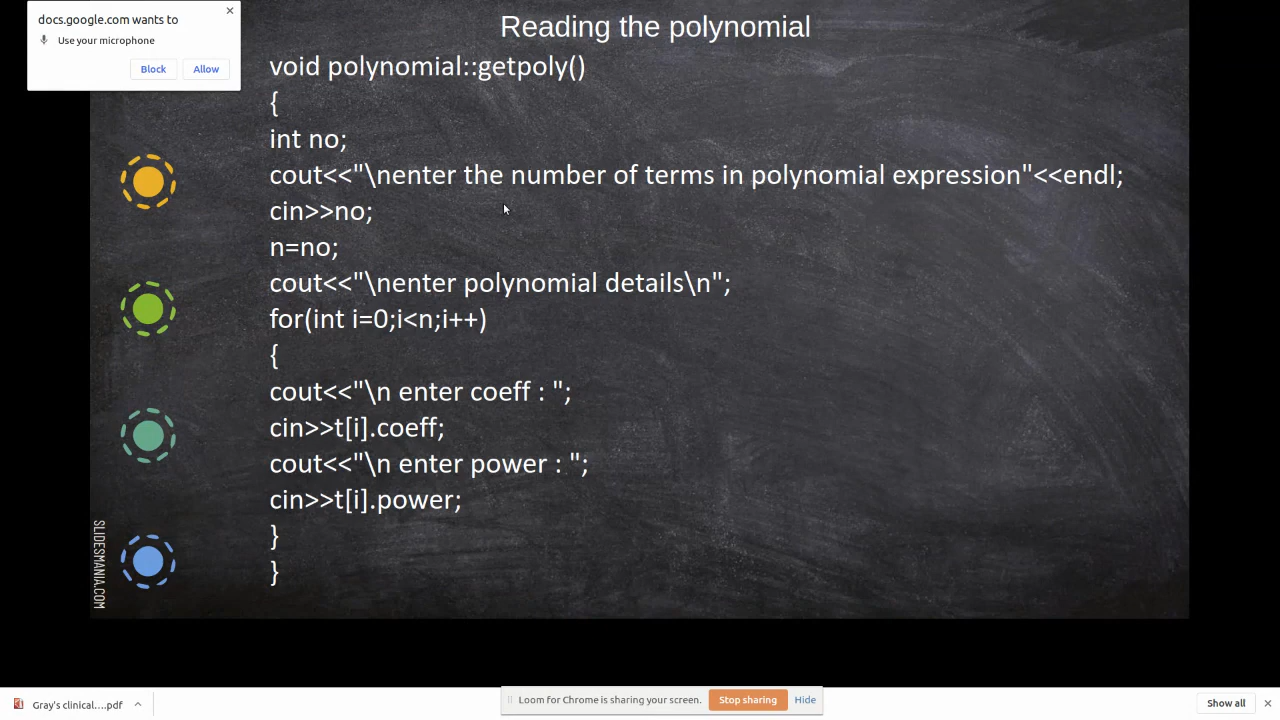 docs.google.com wants to
Use your microphone
Block
Allow
Reading the polynomial
void polynomial::getpoly()
{
int no;
cout<<"\nenter the number of terms in polynomial expression"<<endl;
cin>>no;
n=no;
cout<<"\nenter polynomial details\n";
for(int i=0;i<n;i++)
{
cout<<"\n enter coeff : ";
cin>>t[i].coeff;
cout<<"\n enter power : ";
cin>>t[i].power;
}
}
SLIDESMANIA.COM
Gray's clinical....pdf
Loom for Chrome is sharing your screen.
Stop sharing
Hide
Show all